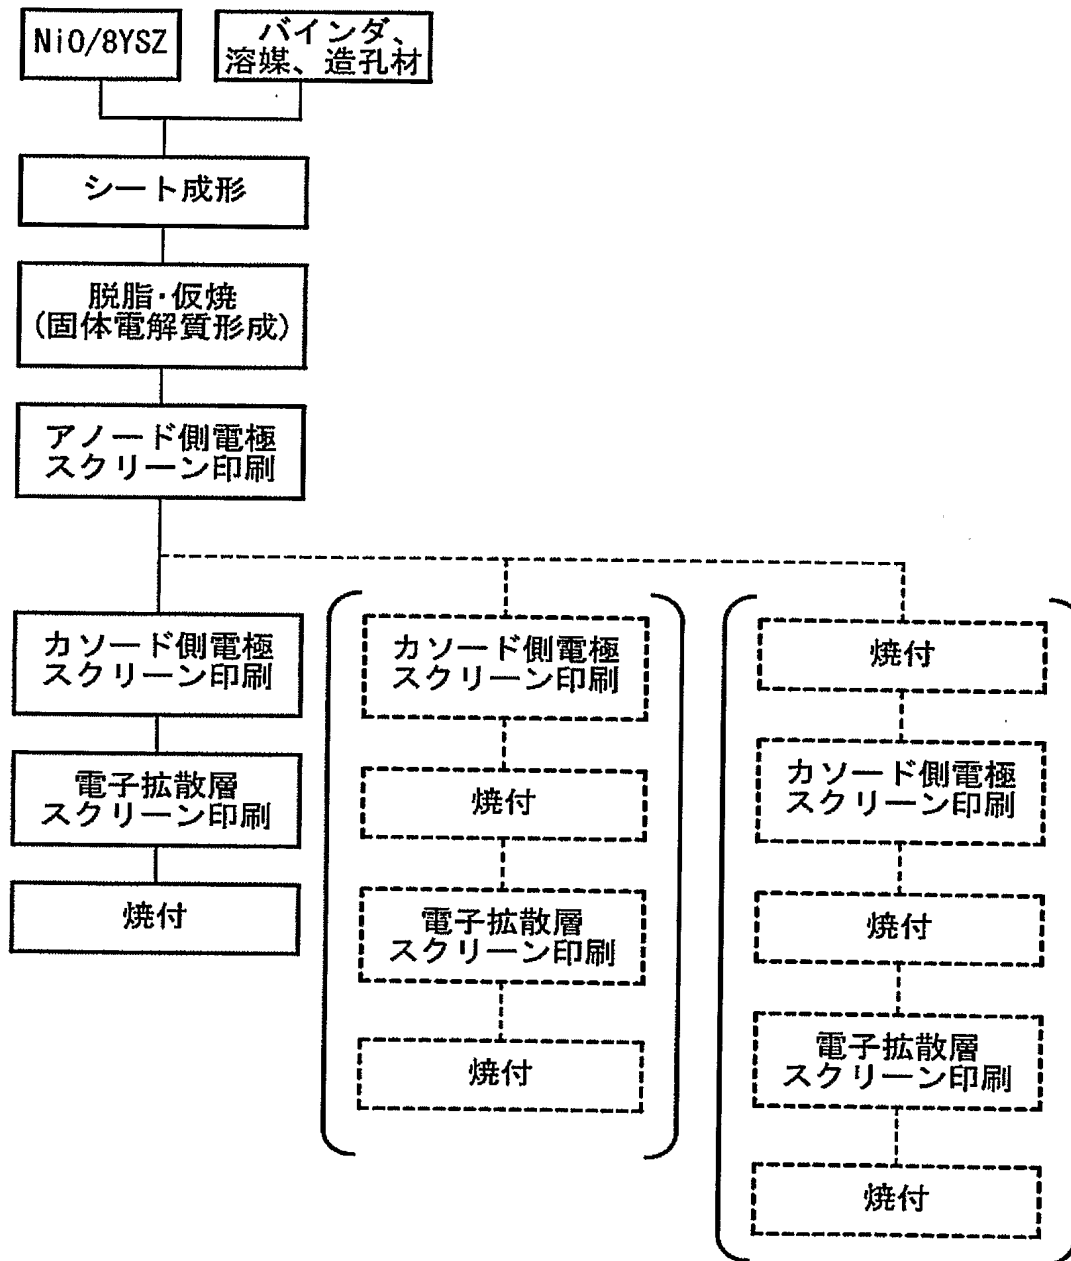 NiO/8YSZ
バインダ、
溶媒、造孔材
シート成形
脱脂・仮焼
(固体電解質形成)
アノード側電極
スクリーン印刷
カソード側電極
スクリーン印刷
電子拡散層
スクリーン印刷
焼付
カソード側電極
スクリーン印刷
焼付
電子拡散層
スクリーン印刷
焼付
焼付
カソード側電極
スクリーン印刷
焼付
電子拡散層
スクリーン印刷
焼付